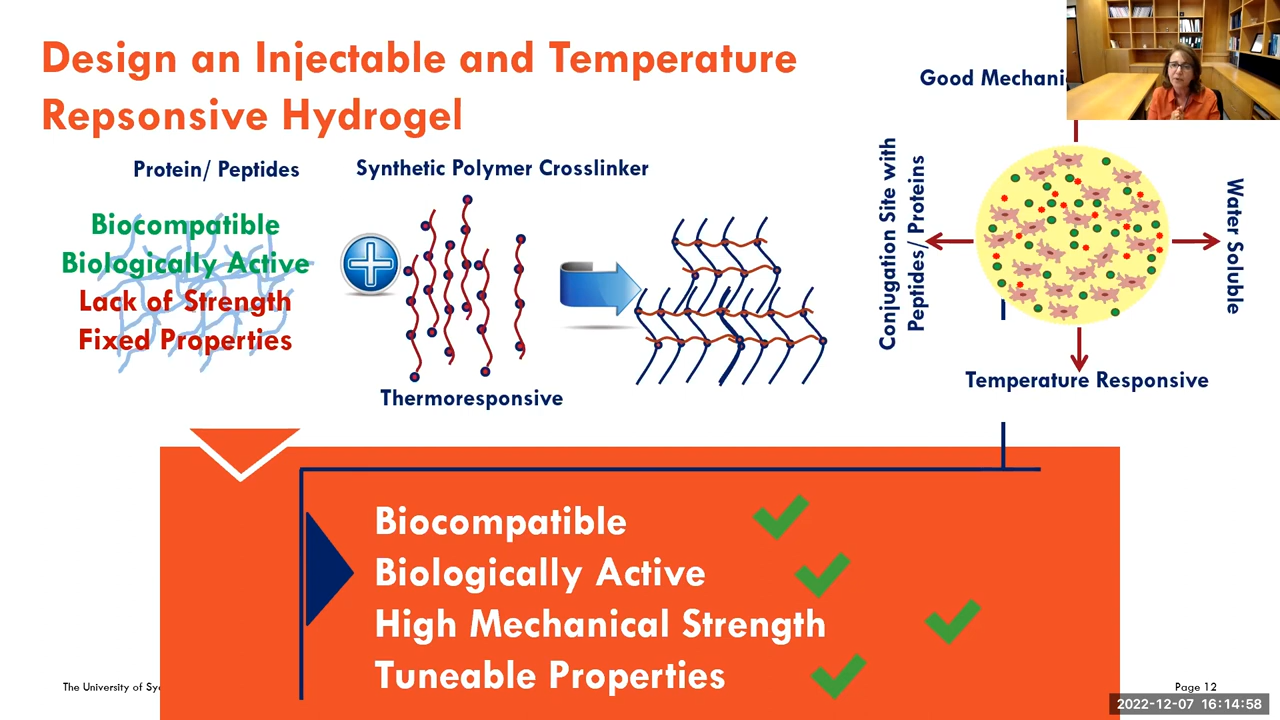 Design an Injectable and Temperature
Repsonsive Hydrogel
Good Mechani
Protein/ Peptides
Synthetic Polymer Crosslinker
Biocompatible
Biologically Active
Lack of Strength
Fixed Properties
Thermoresponsive
Conjugation Site with
Peptides/ Proteins
Water Soluble
Temperature Responsive
Biocompatible
Biologically Active
High Mechanical Strength
Tuneable Properties
The University of Syd
Page 12
2022-12-07 16:14:58